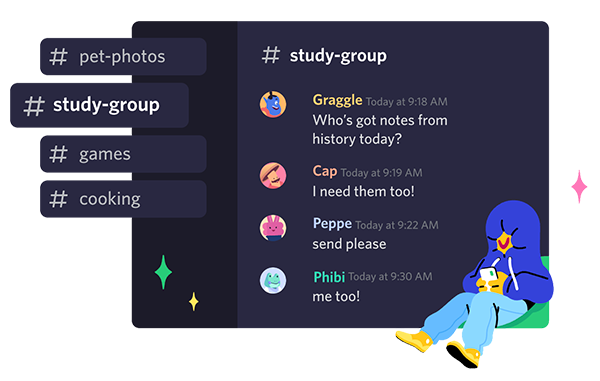 # pet-photos
# study-group
# games
# cooking
# study-group
Graggle Today at 9:18 AM
Who's got notes from
history today?
Cap Today at 9:19 AM
I need them too!
Peppe Today at 9:22 AM
send please
Phibi Today at 9:30 AM
me too!